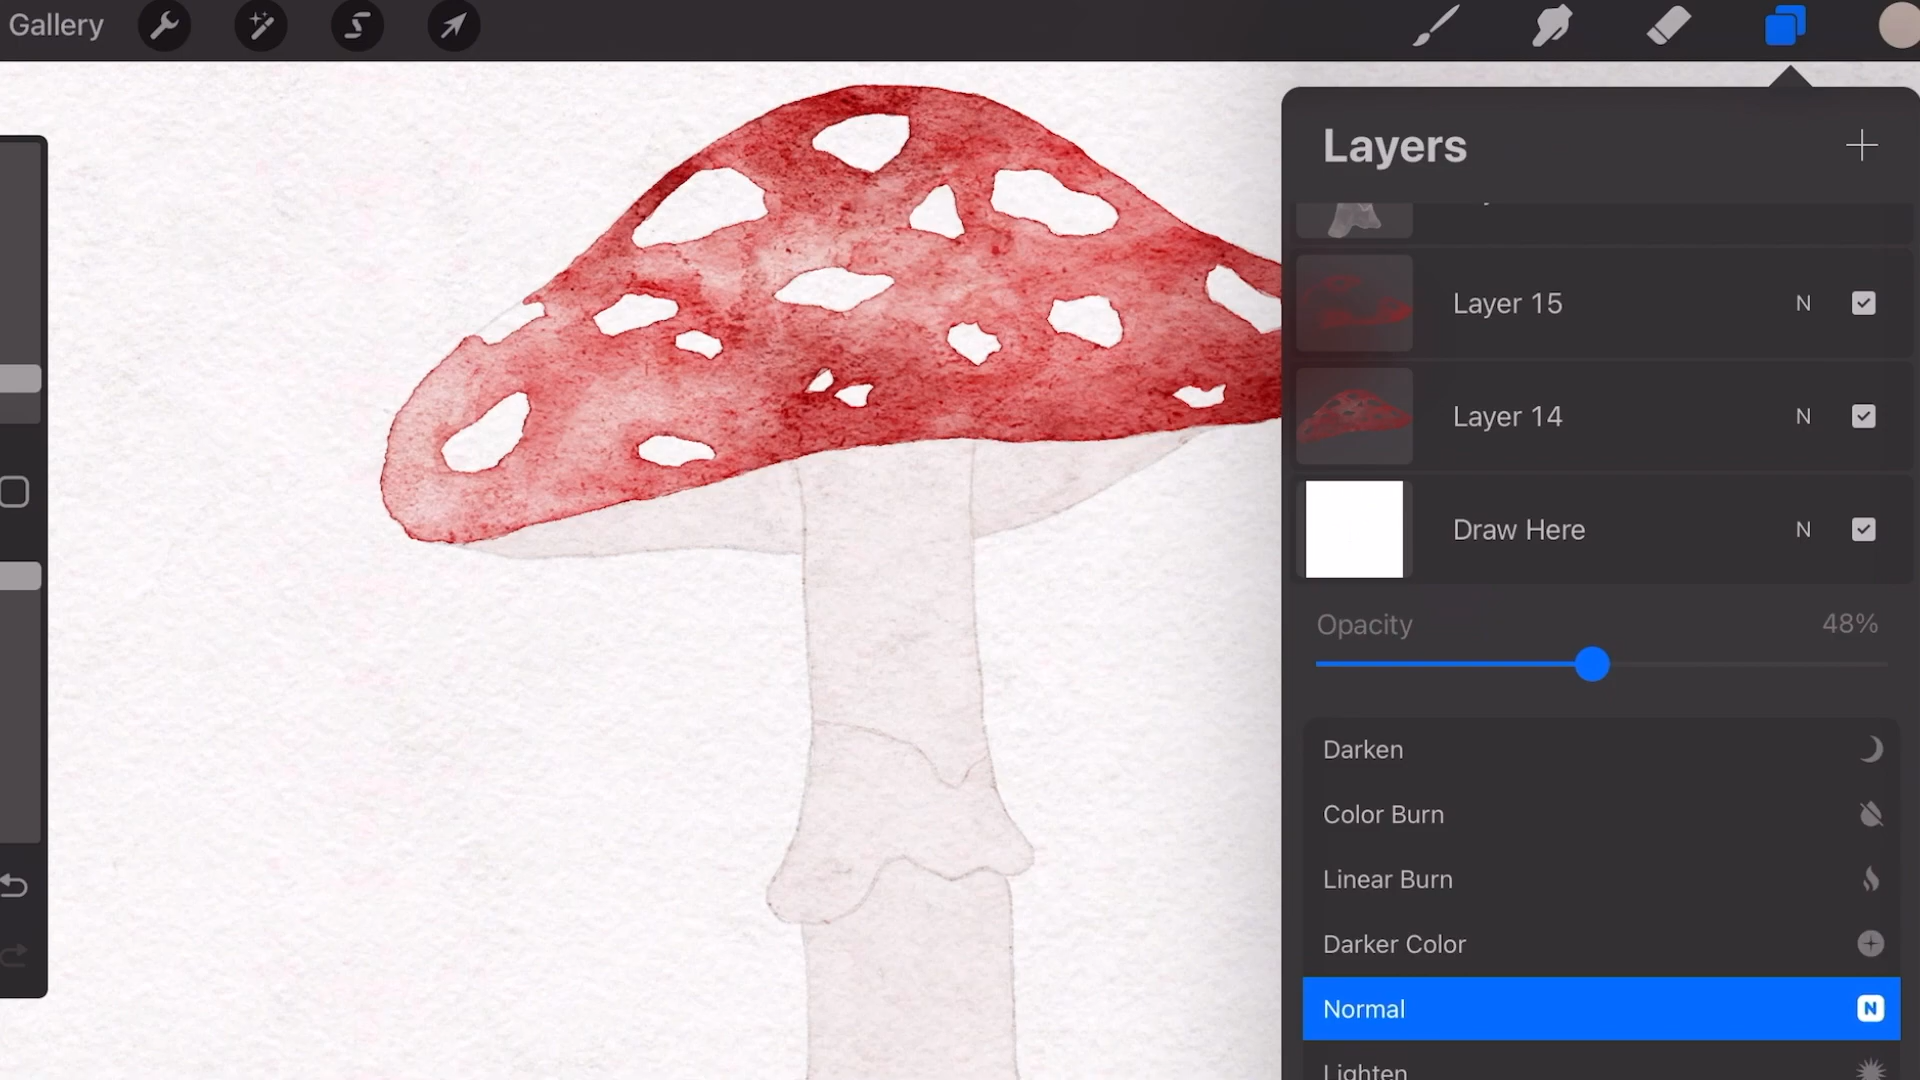 Gallery
Layers
Layer 15 N
Layer 14 N
Draw Here N
Opacity 48%
Darken
Color Burn
Linear Burn
Darker Color
Normal N
Lighten